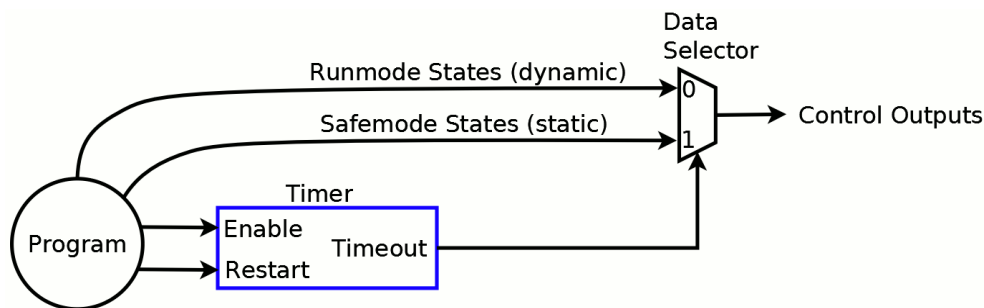 Data
Selector
Runmode States (dynamic)
0
Control Outputs
Safemode States (static)
1
Timer
Program
Enable
Timeout
Restart